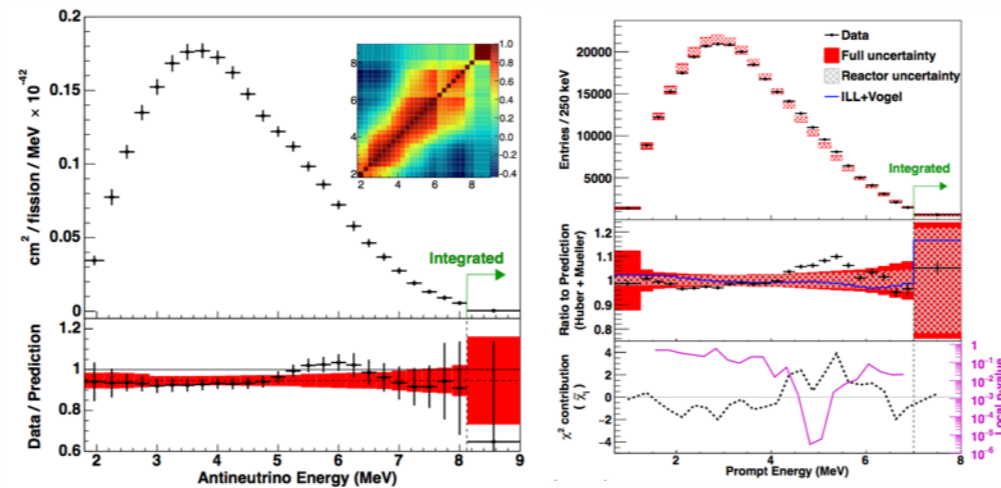 0.2
0.15
0.1
0.05
0
cm² / fission / MeV × 10⁻⁴²
8
6
4
2
2 4 6 8
1.0
0.8
0.6
0.4
0.2
0.0
-0.2
-0.4
Integrated
1.2
1
0.8
0.6
Data / Prediction
2 3 4 5 6 7 8 9
Antineutrino Energy (MeV)
20000
15000
10000
5000
Entries / 250 keV
Data
Full uncertainty
Reactor uncertainty
ILL+Vogel
Integrated
1.2
1.1
1
0.9
0.8
Ratio to Prediction
(Huber + Mueller)
4
2
0
-2
-4
χ² contribution
(χ̃ᵢ)
1
10⁻¹
10⁻²
10⁻³
10⁻⁴
10⁻⁵
10⁻⁶
Local p-value
2 4 6 8
Prompt Energy (MeV)